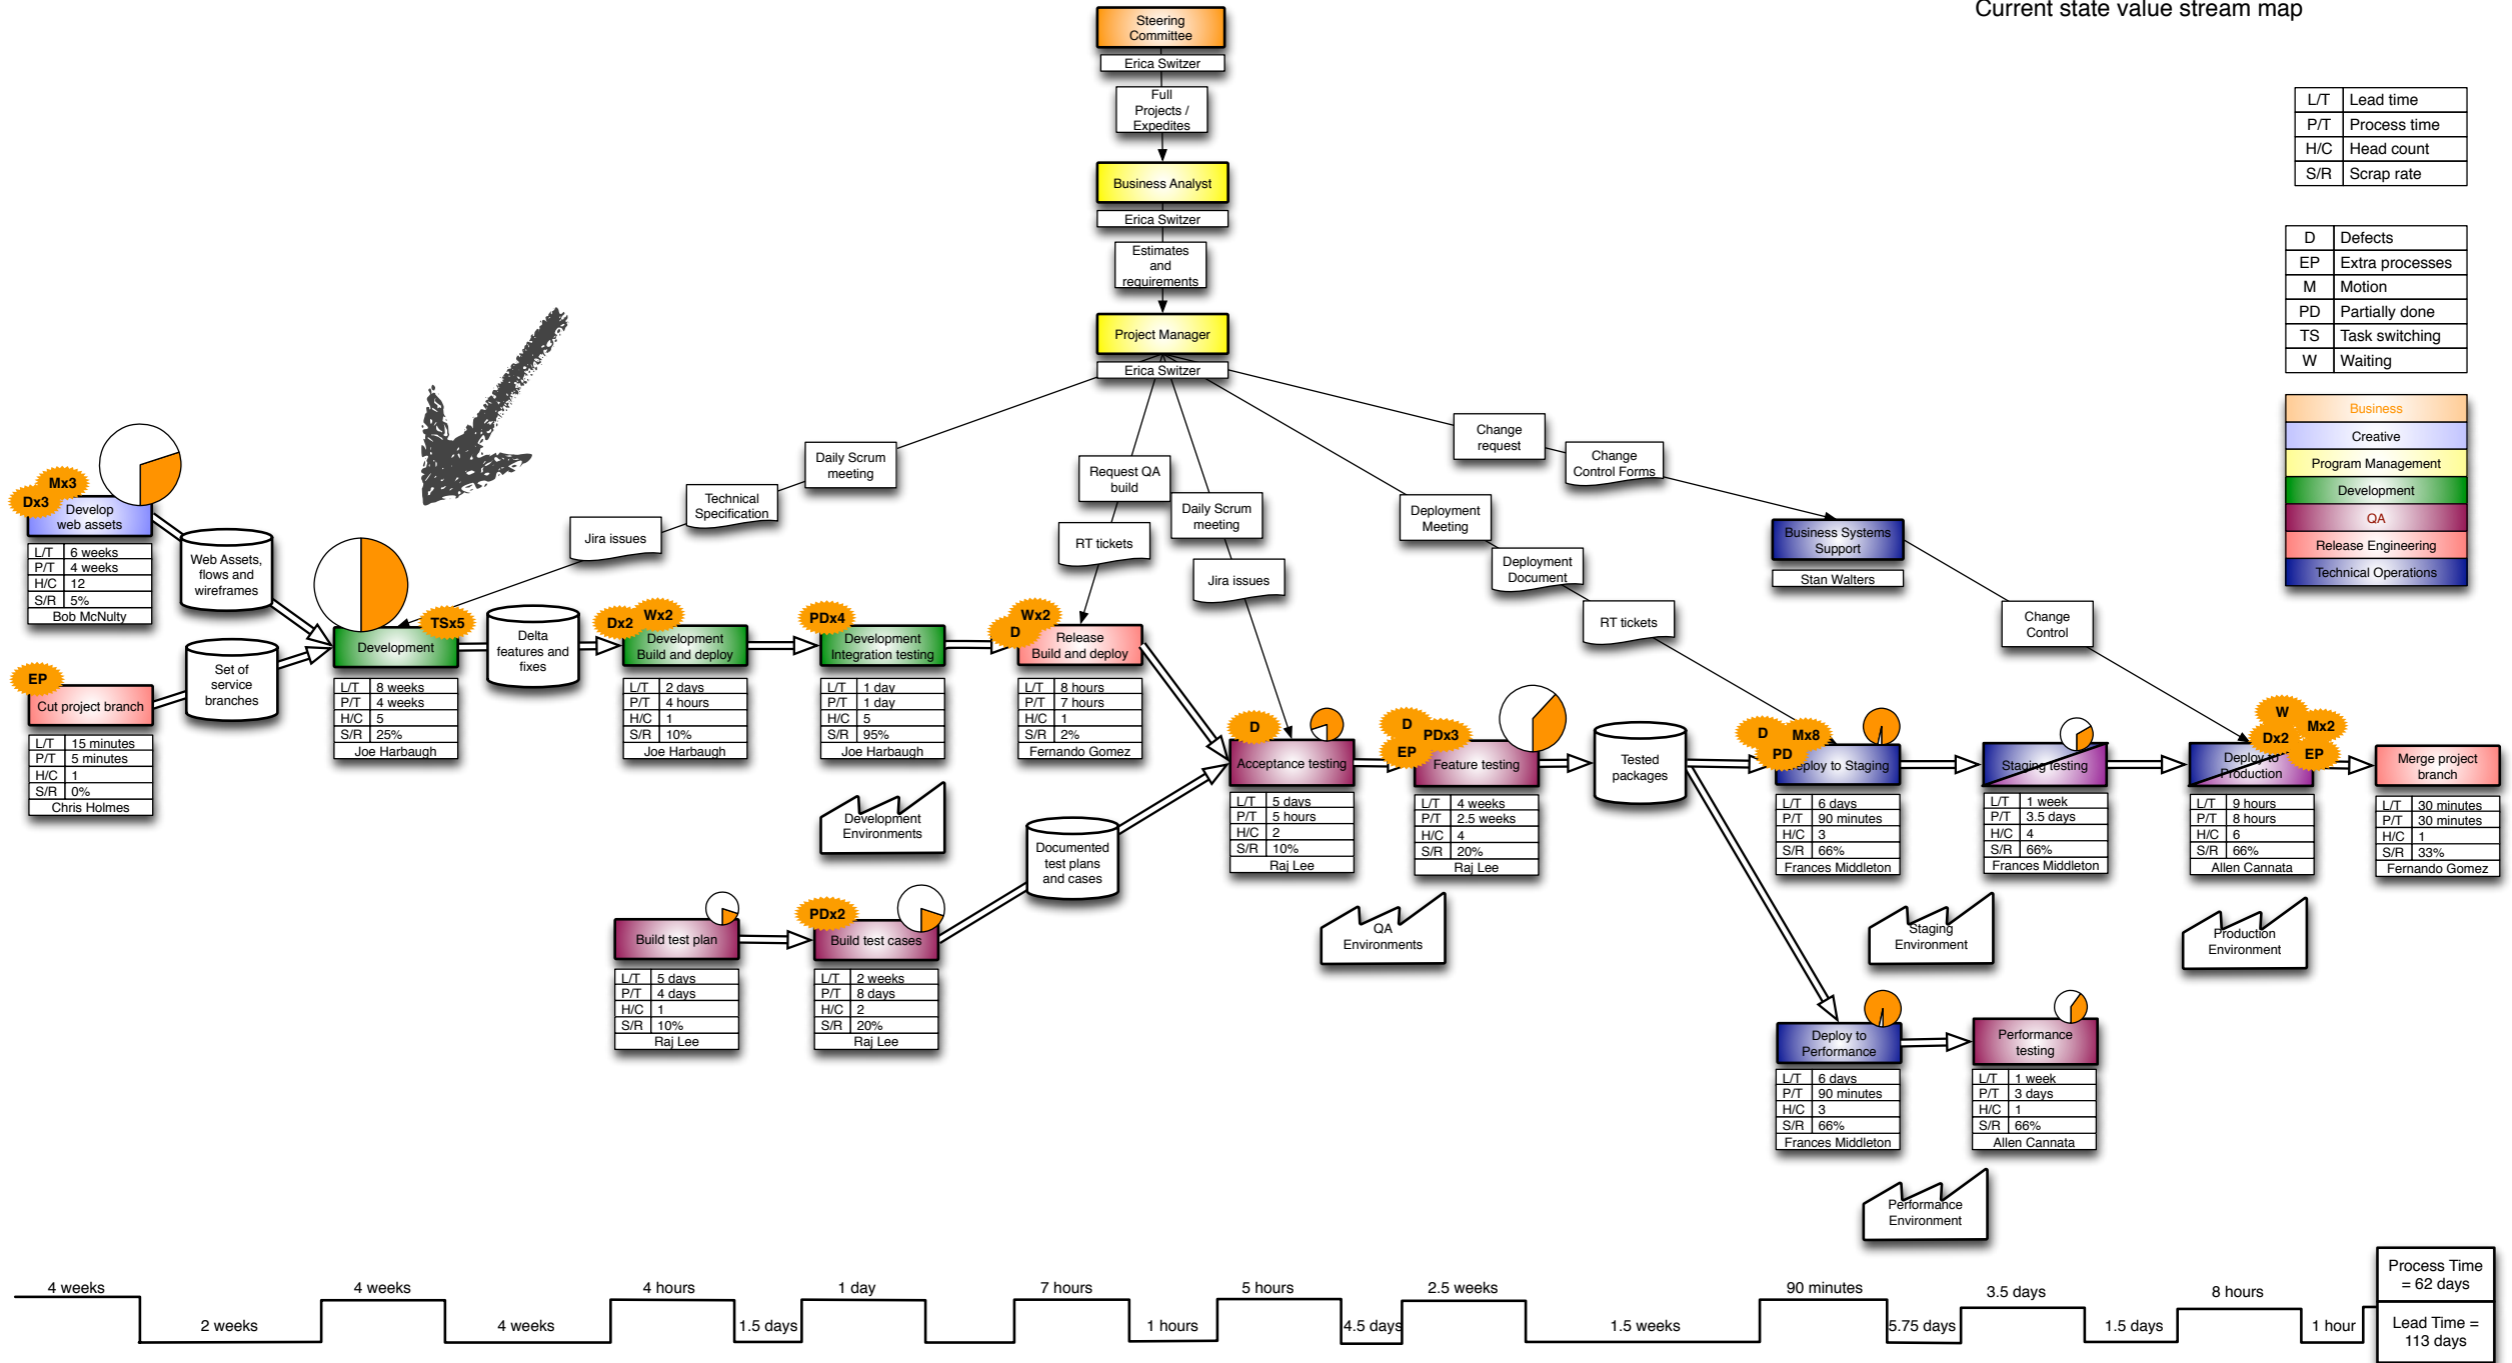 Current state value stream map
Steering
Committee
Erica Switzer
Full
Projects /
Expedites
Business Analyst
Erica Switzer
Estimates
and
requirements
Project Manager
Erica Switzer
L/T Lead time
P/T Process time
H/C Head count
S/R Scrap rate
D Defects
EP Extra processes
M Motion
PD Partially done
TS Task switching
W Waiting
Business
Creative
Program Management
Development
QA
Release Engineering
Technical Operations
Daily Scrum
meeting
Technical
Specification
Jira issues
Request QA
build
RT tickets
Daily Scrum
meeting
Jira issues
Deployment
Meeting
Deployment
Document
RT tickets
Change
request
Change
Control Forms
Business Systems
Support
Stan Walters
Change
Control
Mx3
Dx3
Develop
web assets
L/T 6 weeks
P/T 4 weeks
H/C 12
S/R 5%
Bob McNulty
Web Assets,
flows and
wireframes
EP
Cut project branch
L/T 15 minutes
P/T 5 minutes
H/C 1
S/R 0%
Chris Holmes
Set of
service
branches
TSx5
Development
L/T 8 weeks
P/T 4 weeks
H/C 5
S/R 25%
Joe Harbaugh
Delta
features and
fixes
Dx2
Wx2
Development
Build and deploy
L/T 2 days
P/T 4 hours
H/C 1
S/R 10%
Joe Harbaugh
PDx4
Development
Integration testing
L/T 1 day
P/T 1 day
H/C 5
S/R 95%
Joe Harbaugh
Development
Environments
Wx2
D
Release
Build and deploy
L/T 8 hours
P/T 7 hours
H/C 1
S/R 2%
Fernando Gomez
Build test plan
L/T 5 days
P/T 4 days
H/C 1
S/R 10%
Raj Lee
PDx2
Build test cases
L/T 2 weeks
P/T 8 days
H/C 2
S/R 20%
Raj Lee
Documented
test plans
and cases
D
Acceptance testing
L/T 5 days
P/T 5 hours
H/C 2
S/R 10%
Raj Lee
D
PDx3
EP
Feature testing
L/T 4 weeks
P/T 2.5 weeks
H/C 4
S/R 20%
Raj Lee
QA
Environments
Tested
packages
D
Mx8
PD
ploy to Staging
L/T 6 days
P/T 90 minutes
H/C 3
S/R 66%
Frances Middleton
Staging testing
L/T 1 week
P/T 3.5 days
H/C 4
S/R 66%
Frances Middleton
Staging
Environment
W
Mx2
Dx2
EP
Deploy to
Production
L/T 9 hours
P/T 8 hours
H/C 6
S/R 66%
Allen Cannata
Production
Environment
Merge project
branch
L/T 30 minutes
P/T 30 minutes
H/C 1
S/R 33%
Fernando Gomez
Deploy to
Performance
L/T 6 days
P/T 90 minutes
H/C 3
S/R 66%
Frances Middleton
Performance
testing
L/T 1 week
P/T 3 days
H/C 1
S/R 66%
Allen Cannata
Performance
Environment
4 weeks
2 weeks
4 weeks
4 weeks
4 hours
1.5 days
1 day
7 hours
1 hours
5 hours
4.5 days
2.5 weeks
1.5 weeks
90 minutes
5.75 days
3.5 days
1.5 days
8 hours
1 hour
Process Time
= 62 days
Lead Time =
113 days